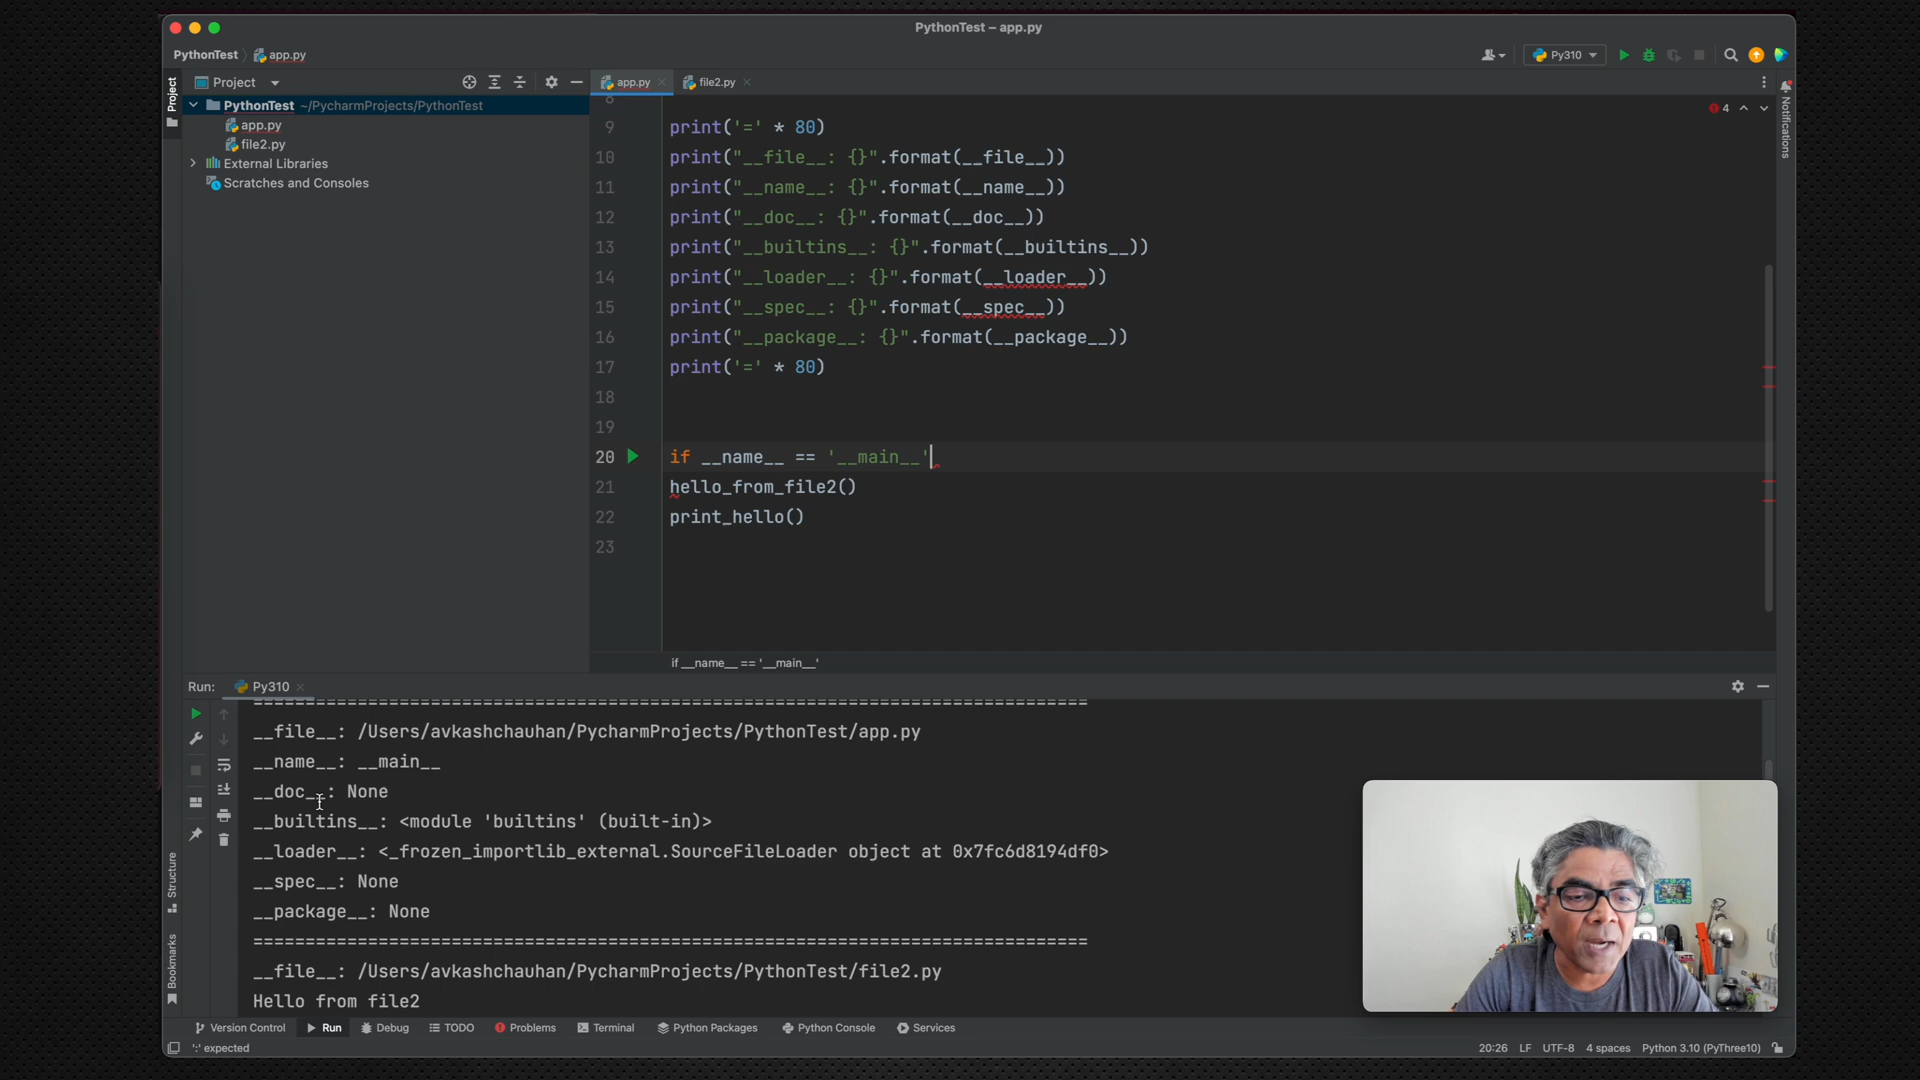 PythonTest – app.py
PythonTest app.py
Py310
Project
Project
app.py
file2.py
Notifications
PythonTest ~/PycharmProjects/PythonTest
app.py
file2.py
External Libraries
Scratches and Consoles
4
8
9 print('=' * 80)
10 print("__file__: {}".format(__file__))
11 print("__name__: {}".format(__name__))
12 print("__doc__: {}".format(__doc__))
13 print("__builtins__: {}".format(__builtins__))
14 print("__loader__: {}".format(__loader__))
15 print("__spec__: {}".format(__spec__))
16 print("__package__: {}".format(__package__))
17 print('=' * 80)
18
19
20 if __name__ == '__main__'
21 hello_from_file2()
22 print_hello()
23
if __name__ == '__main__'
Run: Py310
================================================================================
__file__: /Users/avkashchauhan/PycharmProjects/PythonTest/app.py
__name__: __main__
__doc__: None
__builtins__: <module 'builtins' (built-in)>
__loader__: <_frozen_importlib_external.SourceFileLoader object at 0x7fc6d8194df0>
__spec__: None
__package__: None
================================================================================
__file__: /Users/avkashchauhan/PycharmProjects/PythonTest/file2.py
Hello from file2
Structure
Bookmarks
Version Control Run Debug TODO Problems Terminal Python Packages Python Console Services
':' expected
20:26 LF UTF-8 4 spaces Python 3.10 (PyThree10)